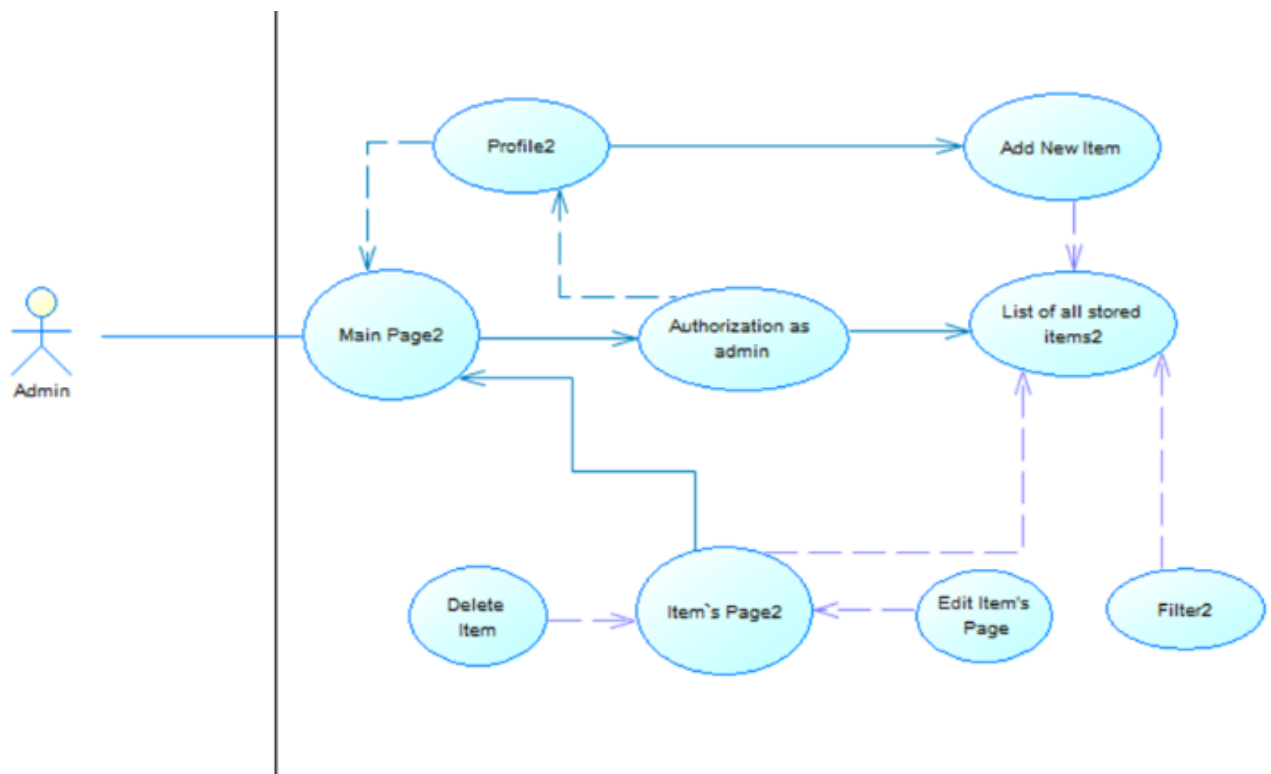 Profile2
Add New Item
Admin
Main Page2
Authorization as
admin
List of all stored
items2
Delete
Item
Item`s Page2
Edit Item's
Page
Filter2